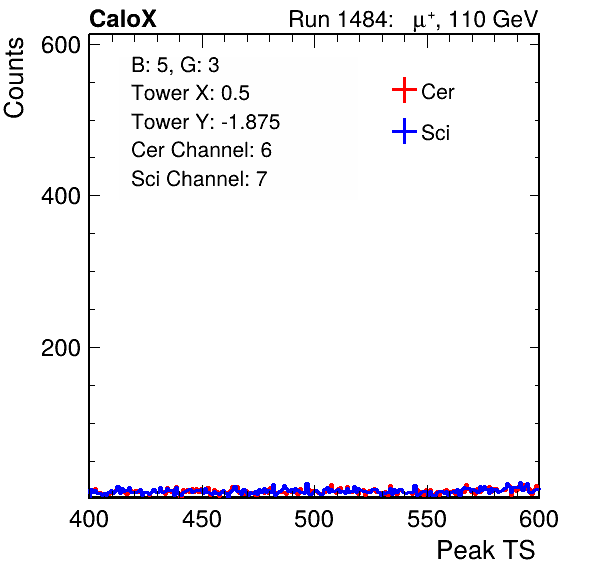 CaloX Run 1484: μ⁺, 110 GeV
Counts
600
400
200
B: 5, G: 3
Tower X: 0.5
Tower Y: -1.875
Cer Channel: 6
Sci Channel: 7
Cer
Sci
400 450 500 550 600
Peak TS